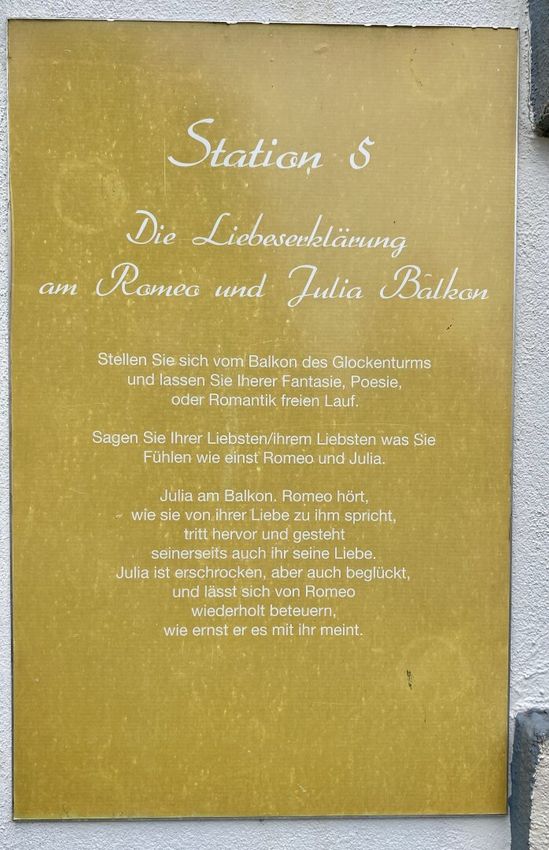 Station 5
Die Liebeserklärung
am Romeo und Julia Balkon
Stellen Sie sich vom Balkon des Glockenturms
und lassen Sie Iherer Fantasie, Poesie,
oder Romantik freien Lauf.
Sagen Sie Ihrer Liebsten/ihrem Liebsten was Sie
Fühlen wie einst Romeo und Julia.
Julia am Balkon. Romeo hört,
wie sie von ihrer Liebe zu ihm spricht,
tritt hervor und gesteht
seinerseits auch ihr seine Liebe.
Julia ist erschrocken, aber auch beglückt,
und lässt sich von Romeo
wiederholt beteuern,
wie ernst er es mit ihr meint.